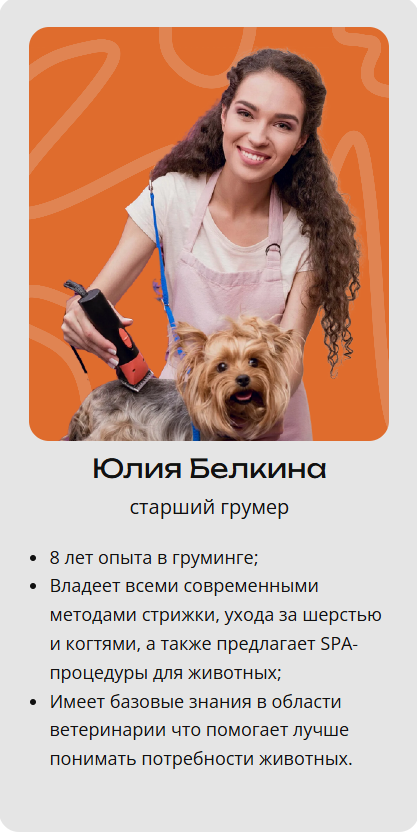 Юлия Белкина
старший грумер
• 8 лет опыта в груминге;
• Владеет всеми современными
методами стрижки, ухода за шерстью
и когтями, а также предлагает SPA-
процедуры для животных;
• Имеет базовые знания в области
ветеринарии что помогает лучше
понимать потребности животных.